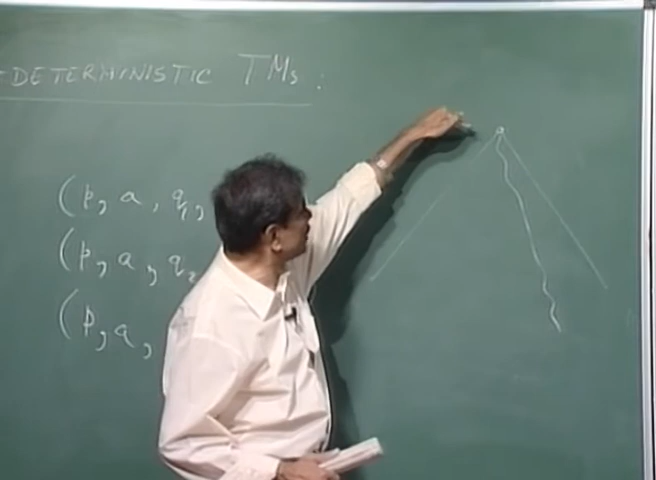 -DETERMINISTIC TMs :
(p, a, q₁,
(p, a, q₂
(p, a,